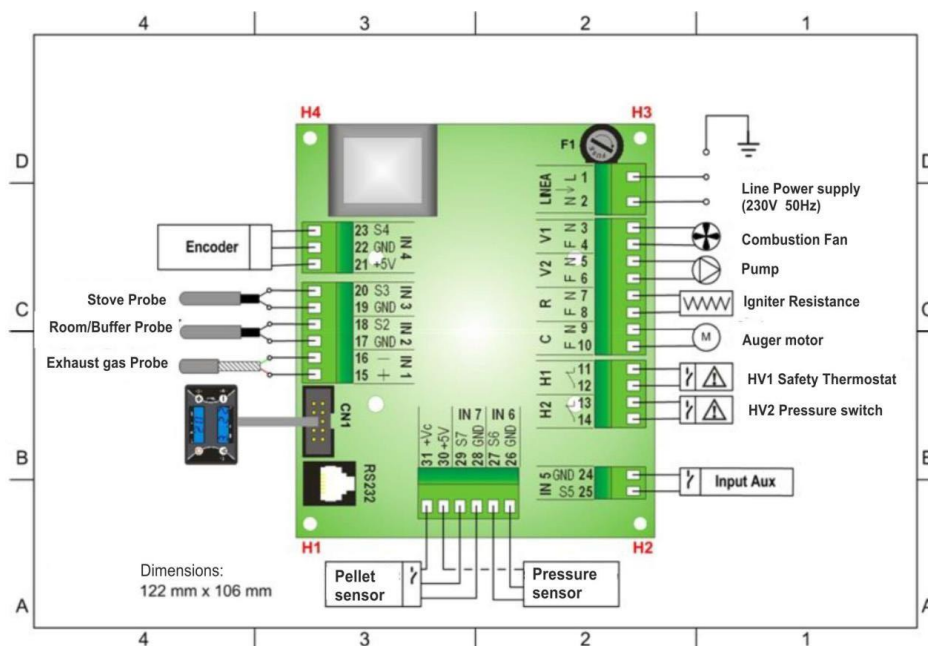 4 3 2 1
H4 H3
D D
F1
LINEA
L 1
N 2
Line Power supply
(230V 50Hz)
V1
N 3
F 4
Combustion Fan
V2
N 5
F 6
Pump
R
N 7
F 8
Igniter Resistance
C
N 9
F 10
Auger motor
M
H1
11
12
HV1 Safety Thermostat
H2
13
14
HV2 Pressure switch
Encoder
23 S4
22 GND
21 +5V
IN 4
C
Stove Probe
20 S3
19 GND
IN 3
Room/Buffer Probe
18 S2
17 GND
IN 2
Exhaust gas Probe
16 –
15 +
IN 1
CN1
B
RS232
IN 7 IN 6
31 +Vc
30 +5V
29 S7
28 GND
27 S6
26 GND
IN 5
GND 24
S5 25
Input Aux
H1 H2
Dimensions:
122 mm x 106 mm
Pellet
sensor
Pressure
sensor
A A
4 3 2 1